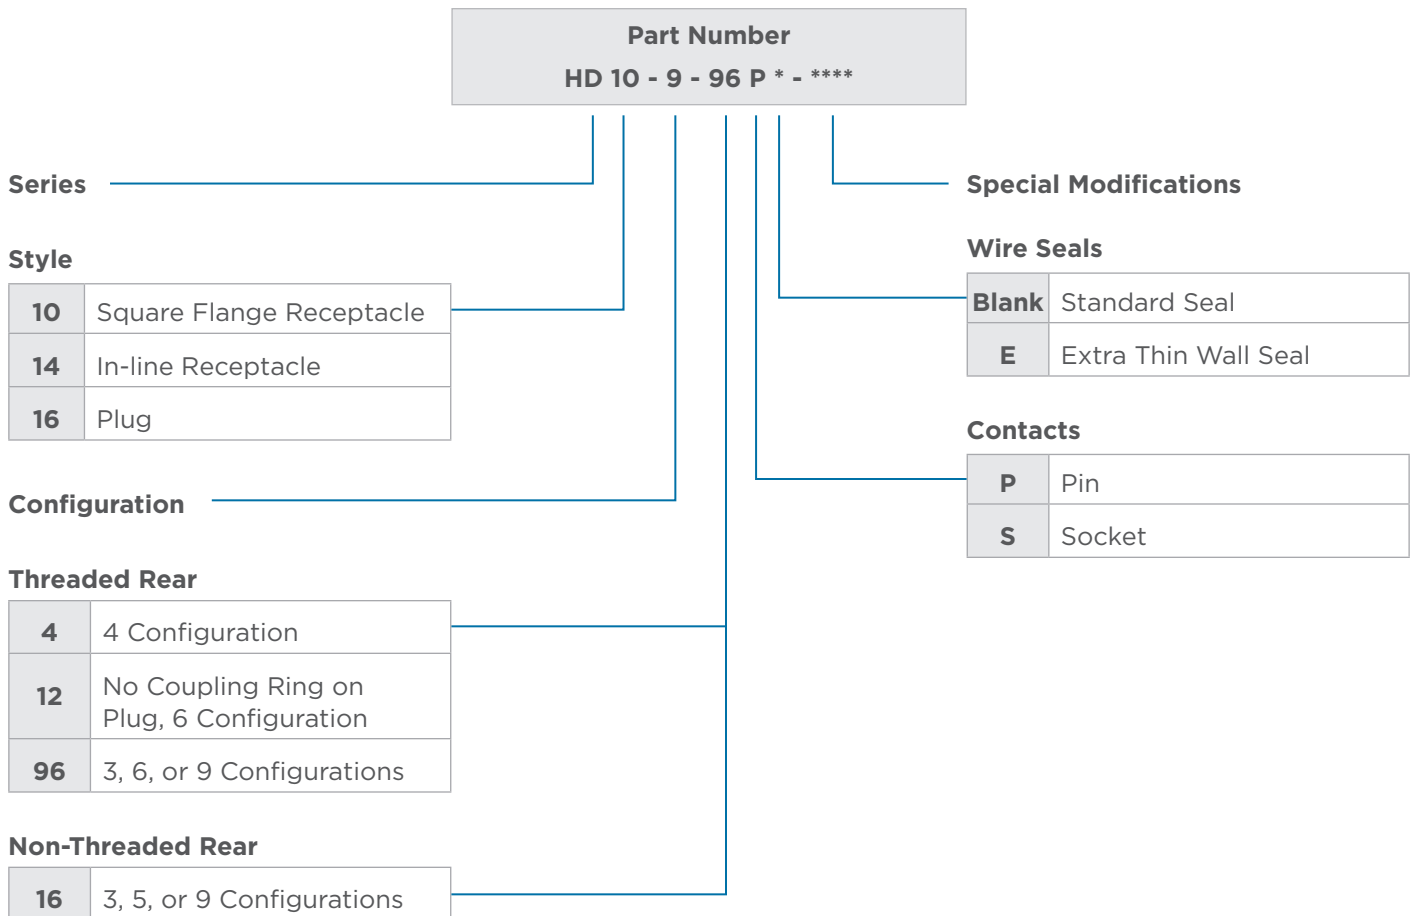 Part Number
HD 10 - 9 - 96 P * - ****
Series
Style
10 Square Flange Receptacle
14 In-line Receptacle
16 Plug
Configuration
Threaded Rear
4 4 Configuration
12 No Coupling Ring on
Plug, 6 Configuration
96 3, 6, or 9 Configurations
Non-Threaded Rear
16 3, 5, or 9 Configurations
Special Modifications
Wire Seals
Blank Standard Seal
E Extra Thin Wall Seal
Contacts
P Pin
S Socket